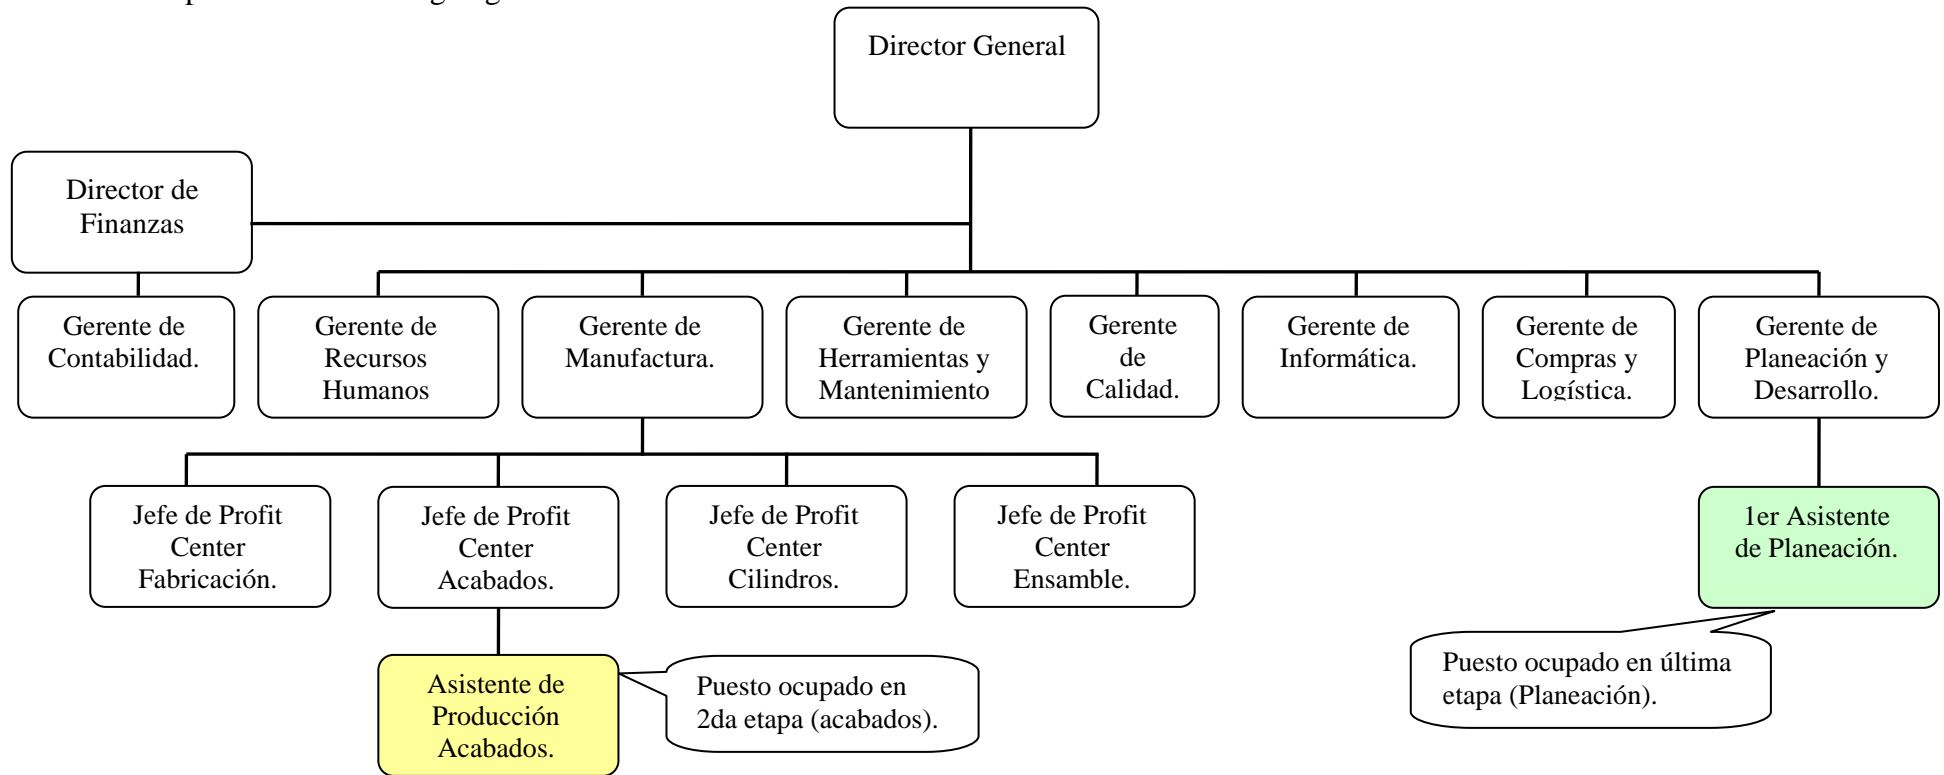 Director General
Director de
Finanzas
Gerente de
Contabilidad.
Gerente de
Recursos
Humanos
Gerente de
Manufactura.
Gerente de
Herramientas y
Mantenimiento
Gerente
de
Calidad.
Gerente de
Informática.
Gerente de
Compras y
Logística.
Gerente de
Planeación y
Desarrollo.
Jefe de Profit
Center
Fabricación.
Jefe de Profit
Center
Acabados.
Jefe de Profit
Center
Cilindros.
Jefe de Profit
Center
Ensamble.
1er Asistente
de Planeación.
Asistente de
Producción
Acabados.
Puesto ocupado en
2da etapa (acabados).
Puesto ocupado en última
etapa (Planeación).